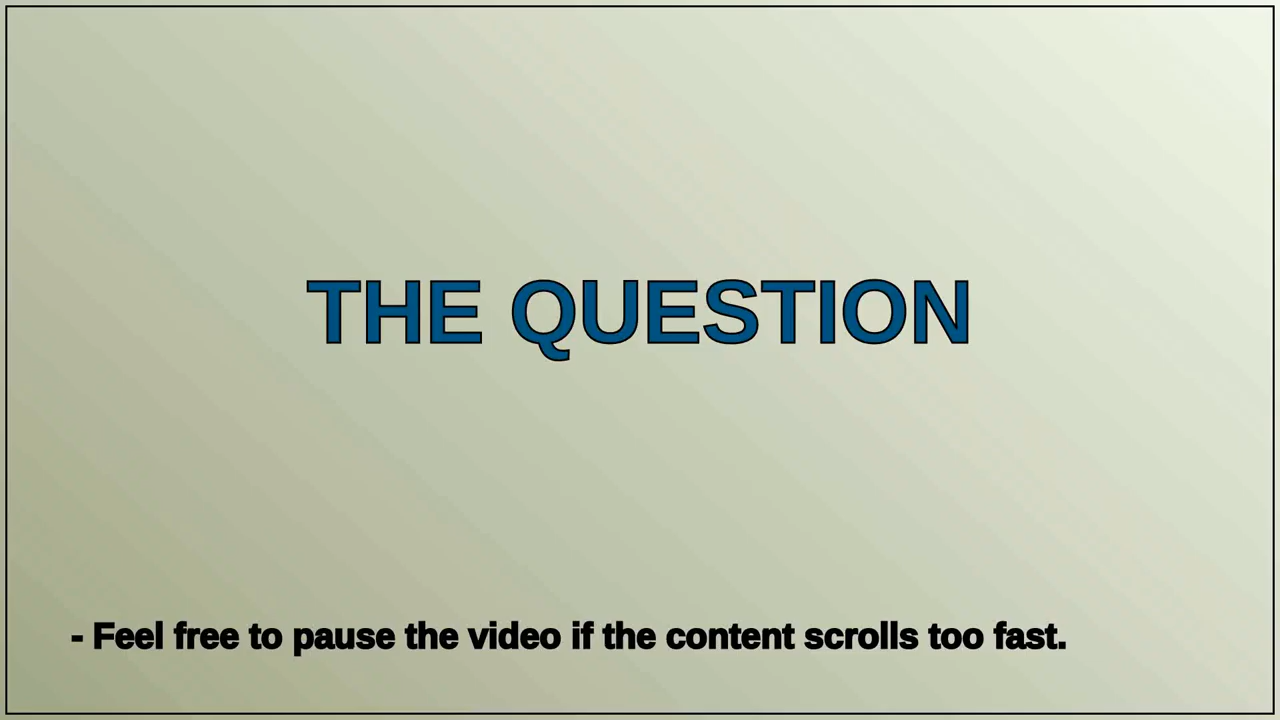 THE QUESTION
- Feel free to pause the video if the content scrolls too fast.